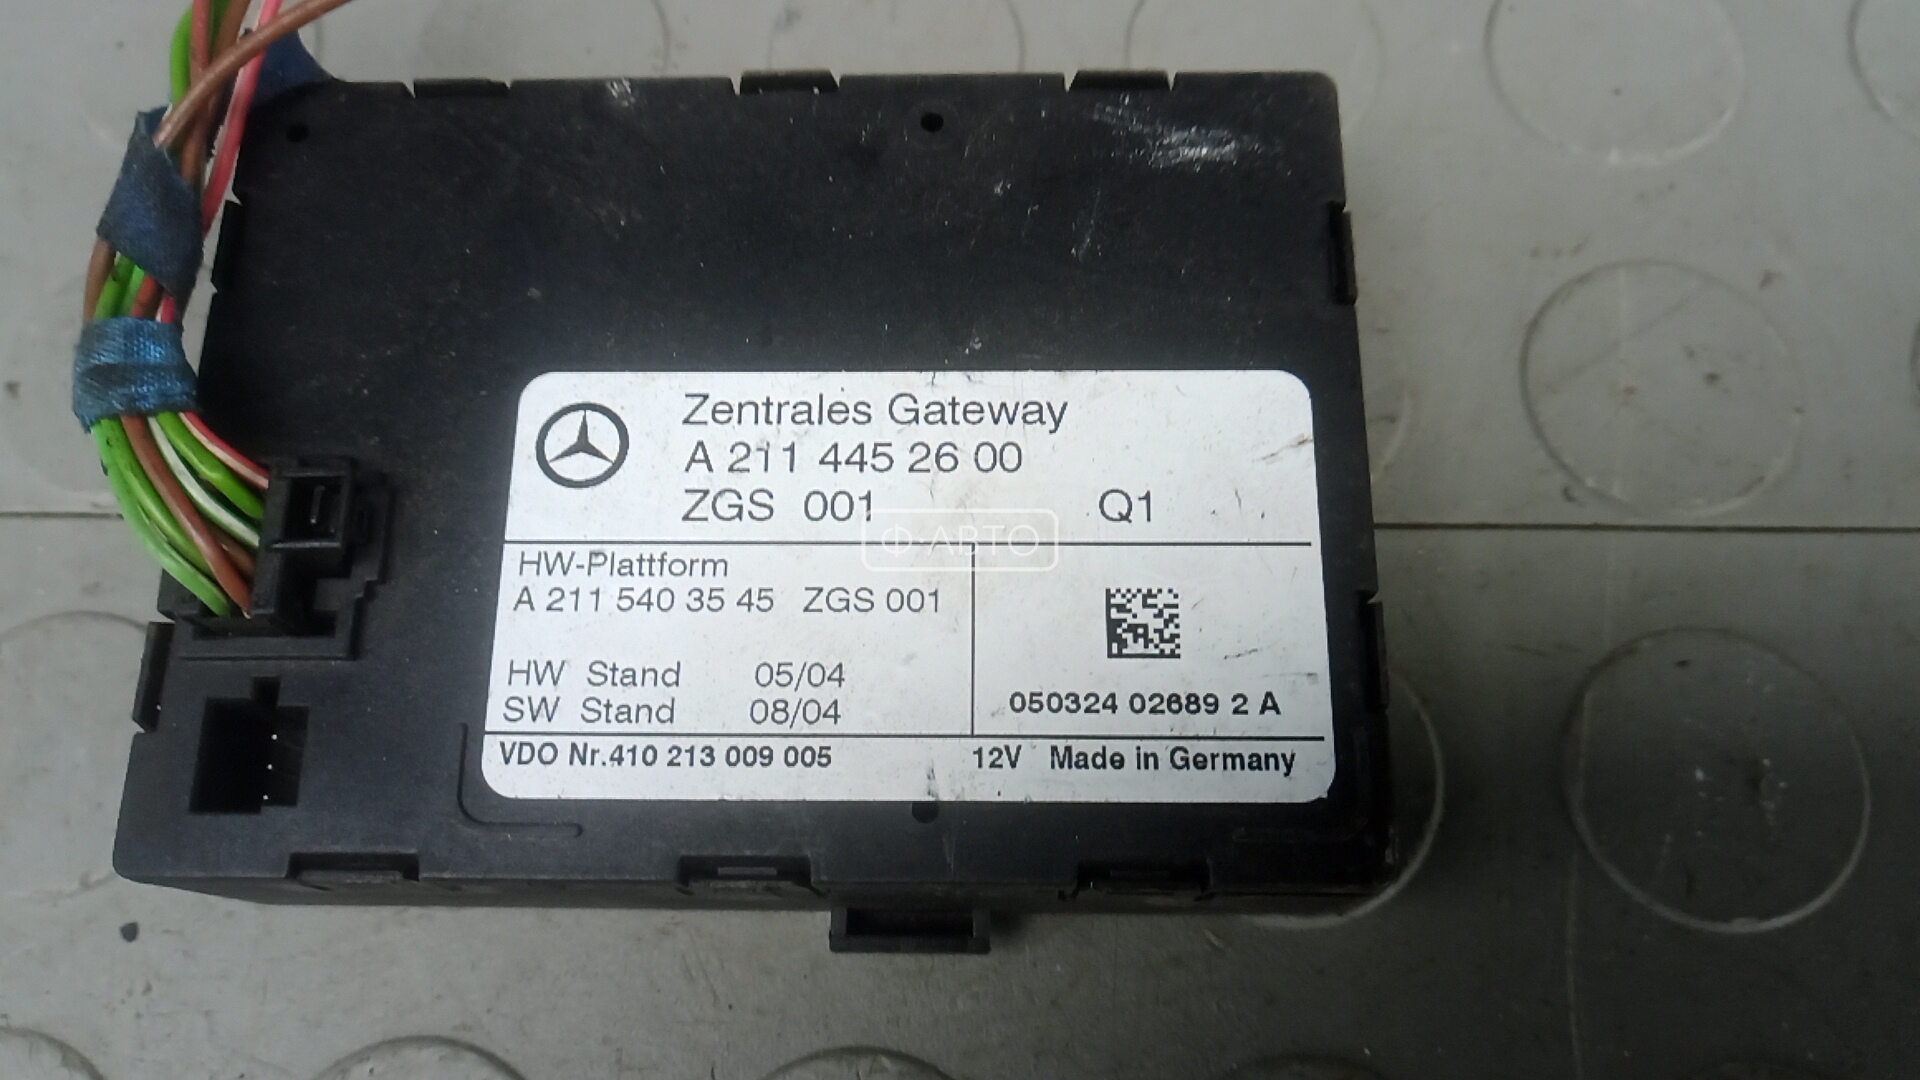 Zentrales Gateway
A 211 445 26 00
ZGS 001 Q1
Ф·АВТО
HW-Plattform
A 211 540 35 45 ZGS 001
HW Stand 05/04
SW Stand 08/04
050324 02689 2 A
VDO Nr.410 213 009 005 12V Made in Germany